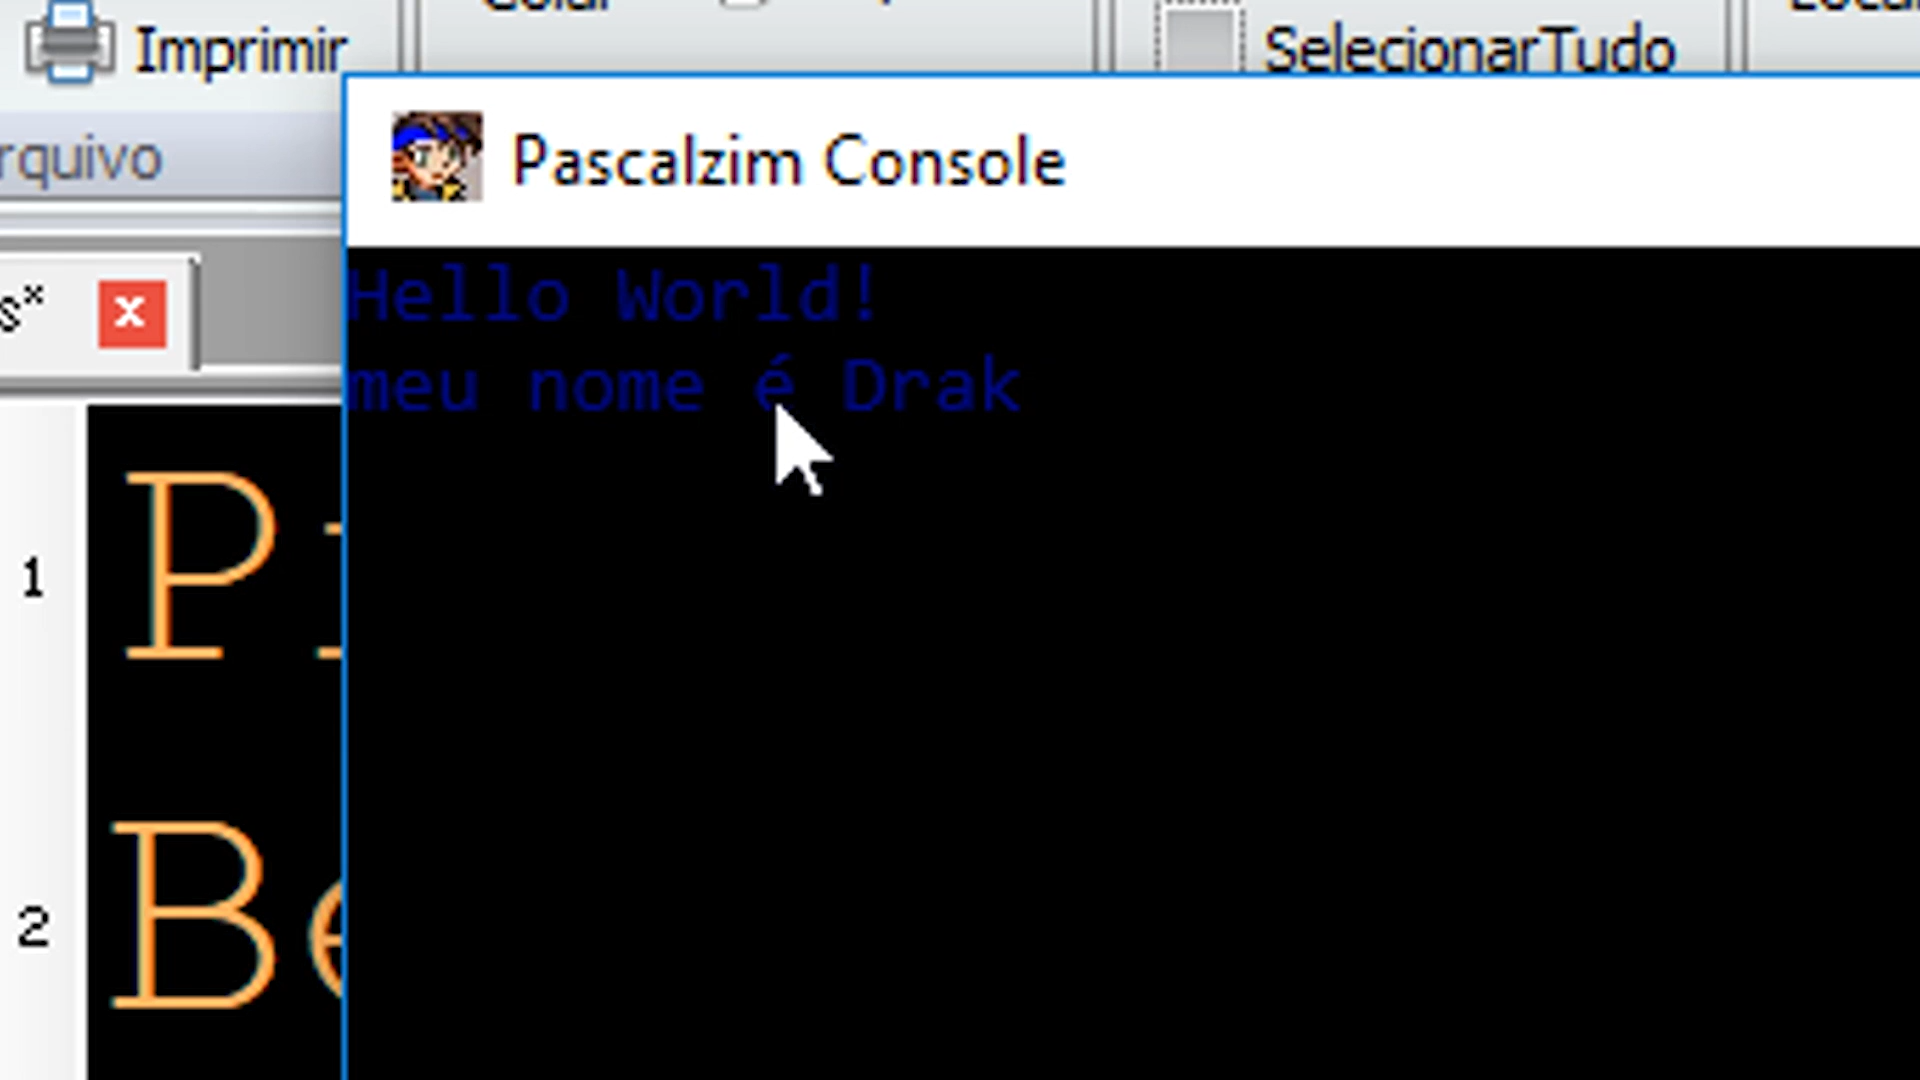 Imprimir
SelecionarTudo
rquivo
Pascalzim Console
s*
Hello World!
meu nome é Drak
1 P
2 Be